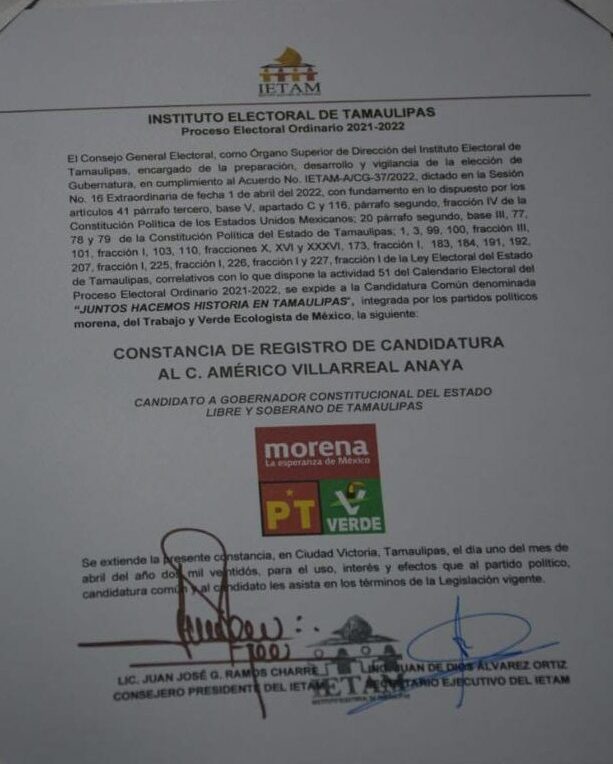 IETAM
INSTITUTO ELECTORAL DE TAMAULIPAS
Proceso Electoral Ordinario 2021-2022
El Consejo General Electoral, como Órgano Superior de Dirección del Instituto Electoral de
Tamaulipas, encargado de la preparación, desarrollo y vigilancia de la elección de
Gubernatura, en cumplimiento al Acuerdo No. IETAM-A/CG-37/2022, dictado en la Sesión
No. 16 Extraordinaria de fecha 1 de abril del 2022, con fundamento en lo dispuesto por los
artículos 41 párrafo tercero, base V, apartado C y 116, párrafo segundo, fracción IV de la
Constitución Política de los Estados Unidos Mexicanos; 20 párrafo segundo, base III, 77,
78 y 79 de la Constitución Política del Estado de Tamaulipas; 1, 3, 99, 100, fracción III,
101, fracción I, 103, 110, fracciones X, XVI y XXXVI, 173, fracción I, 183, 184, 191, 192,
207, fracción I, 225, fracción I, 226, fracción I y 227, fracción I de la Ley Electoral del Estado
de Tamaulipas, correlativos con lo que dispone la actividad 51 del Calendario Electoral del
Proceso Electoral Ordinario 2021-2022, se expide a la Candidatura Común denominada
“JUNTOS HACEMOS HISTORIA EN TAMAULIPAS”, integrada por los partidos políticos
morena, del Trabajo y Verde Ecologista de México, la siguiente:
CONSTANCIA DE REGISTRO DE CANDIDATURA
AL C. AMÉRICO VILLARREAL ANAYA
CANDIDATO A GOBERNADOR CONSTITUCIONAL DEL ESTADO
LIBRE Y SOBERANO DE TAMAULIPAS
morena
La esperanza de México
PT VERDE
Se extiende la presente constancia, en Ciudad Victoria, Tamaulipas, el día uno del mes de
abril del año dos mil veintidós, para el uso, interés y efectos que al partido político,
candidatura común y al candidato les asista en los términos de la Legislación vigente.
LIC. JUAN JOSÉ G. RAMOS CHARRE ING. JUAN DE DIOS ÁLVAREZ ORTIZ
CONSEJERO PRESIDENTE DEL IETAM SECRETARIO EJECUTIVO DEL IETAM
IETAM